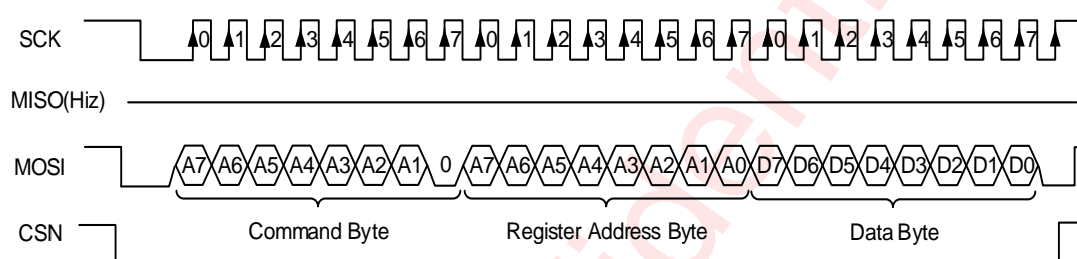 SCK 0 1 2 3 4 5 6 7 0 1 2 3 4 5 6 7 0 1 2 3 4 5 6 7
MISO(Hiz)
MOSI A7 A6 A5 A4 A3 A2 A1 0 A7 A6 A5 A4 A3 A2 A1 A0 D7 D6 D5 D4 D3 D2 D1 D0
CSN Command Byte Register Address Byte Data Byte